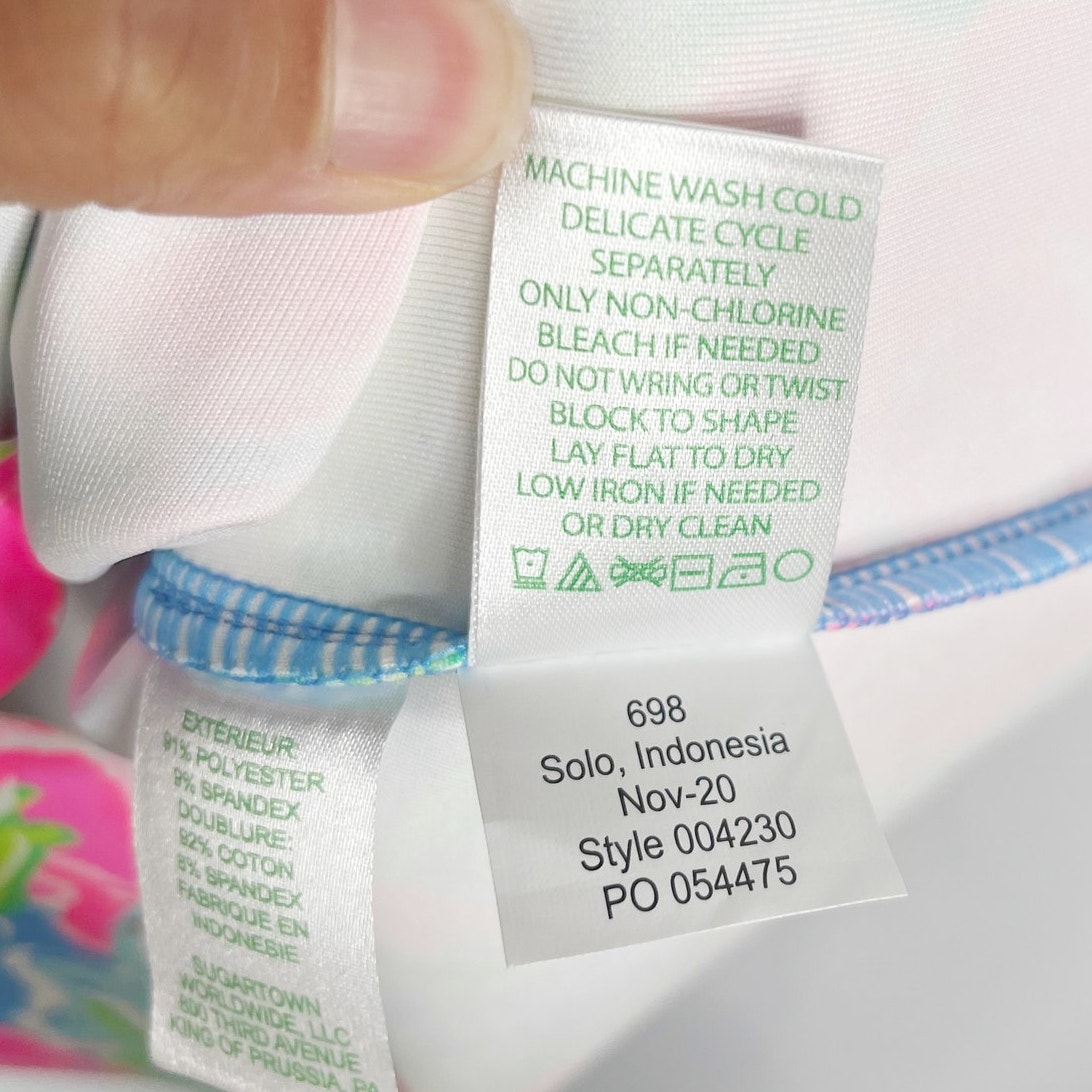 MACHINE WASH COLD
DELICATE CYCLE
SEPARATELY
ONLY NON-CHLORINE
BLEACH IF NEEDED
DO NOT WRING OR TWIST
BLOCK TO SHAPE
LAY FLAT TO DRY
LOW IRON IF NEEDED
OR DRY CLEAN
698
Solo, Indonesia
Nov-20
Style 004230
PO 054475
EXTÉRIEUR
91% POLYESTER
9% SPANDEX
DOUBLURE:
92% COTON
8% SPANDEX
FABRIQUE EN
INDONESIE
SUGARTOWN
WORLDWIDE, LLC
800 THIRD AVENUE
KING OF PRUSSIA, PA